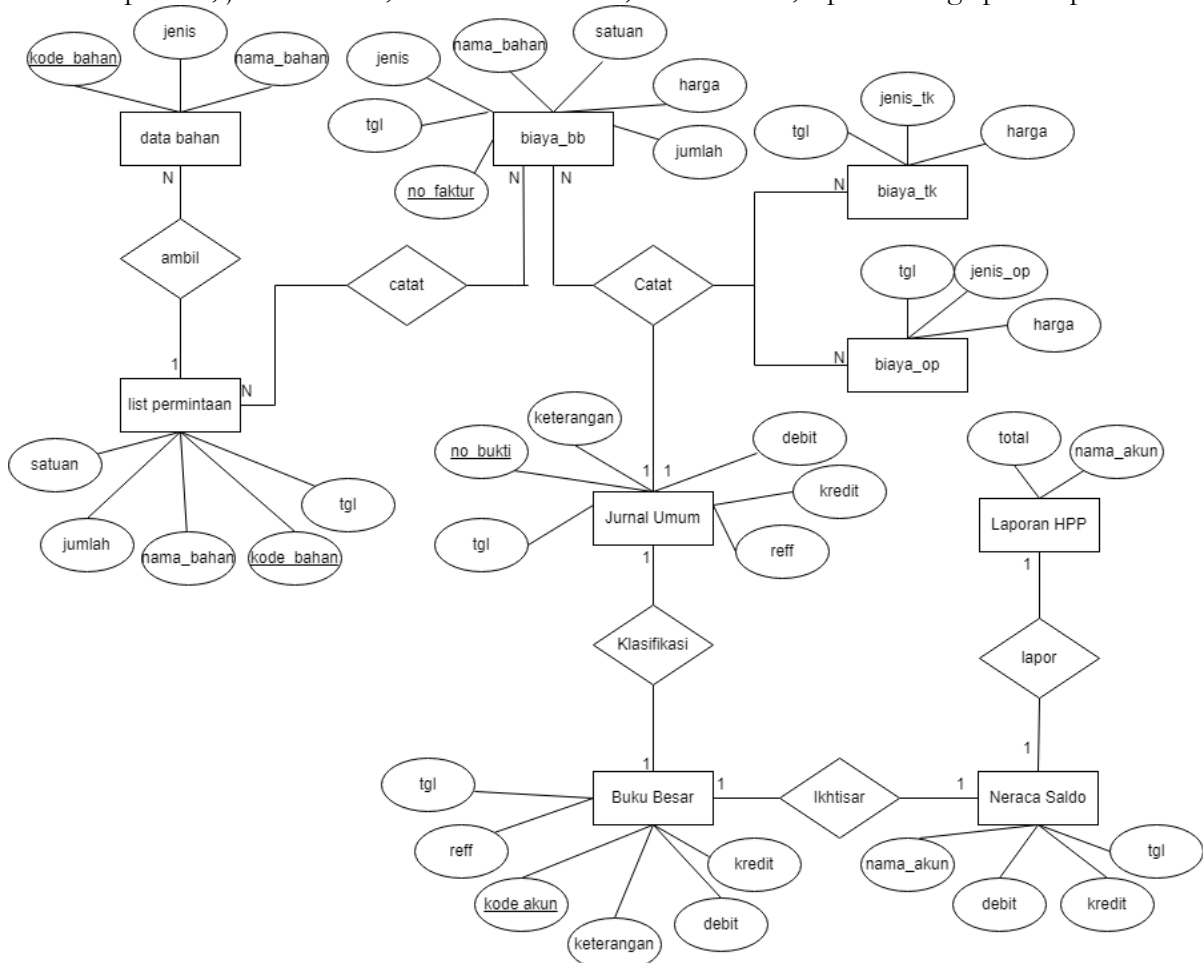 jenis
kode_bahan
nama_bahan
data bahan
N
ambil
1
list permintaan
N
satuan
jumlah
nama_bahan
kode_bahan
tgl
catat
jenis
nama_bahan
satuan
harga
tgl
jumlah
no_faktur
biaya_bb
N
N
Catat
tgl
jenis_tk
harga
N
biaya_tk
tgl
jenis_op
harga
N
biaya_op
keterangan
no_bukti
debit
kredit
tgl
reff
1
1
Jurnal Umum
1
Klasifikasi
1
Buku Besar
1
tgl
reff
kode akun
keterangan
debit
kredit
Ikhtisar
1
Neraca Saldo
1
nama_akun
debit
kredit
tgl
lapor
1
Laporan HPP
total
nama_akun